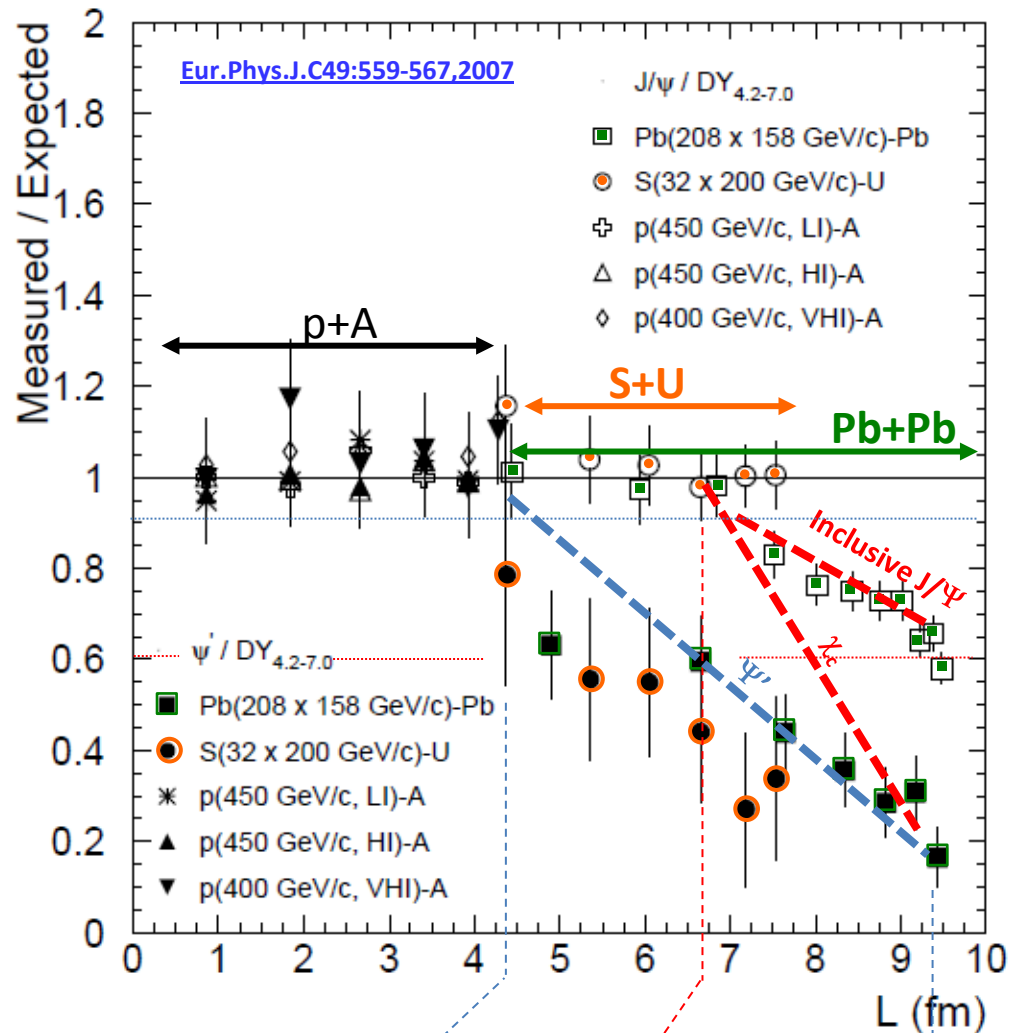 Measured / Expected
2
1.8
1.6
1.4
1.2
1
0.8
0.6
0.4
0.2
0
Eur.Phys.J.C49:559-567,2007
J/ψ / DY4.2-7.0
Pb(208 x 158 GeV/c)-Pb
S(32 x 200 GeV/c)-U
p(450 GeV/c, LI)-A
p(450 GeV/c, HI)-A
p(400 GeV/c, VHI)-A
p+A
S+U
Pb+Pb
Inclusive J/Ψ
χc
Ψ'
ψ' / DY4.2-7.0
Pb(208 x 158 GeV/c)-Pb
S(32 x 200 GeV/c)-U
p(450 GeV/c, LI)-A
p(450 GeV/c, HI)-A
p(400 GeV/c, VHI)-A
0 1 2 3 4 5 6 7 8 9 10
L (fm)